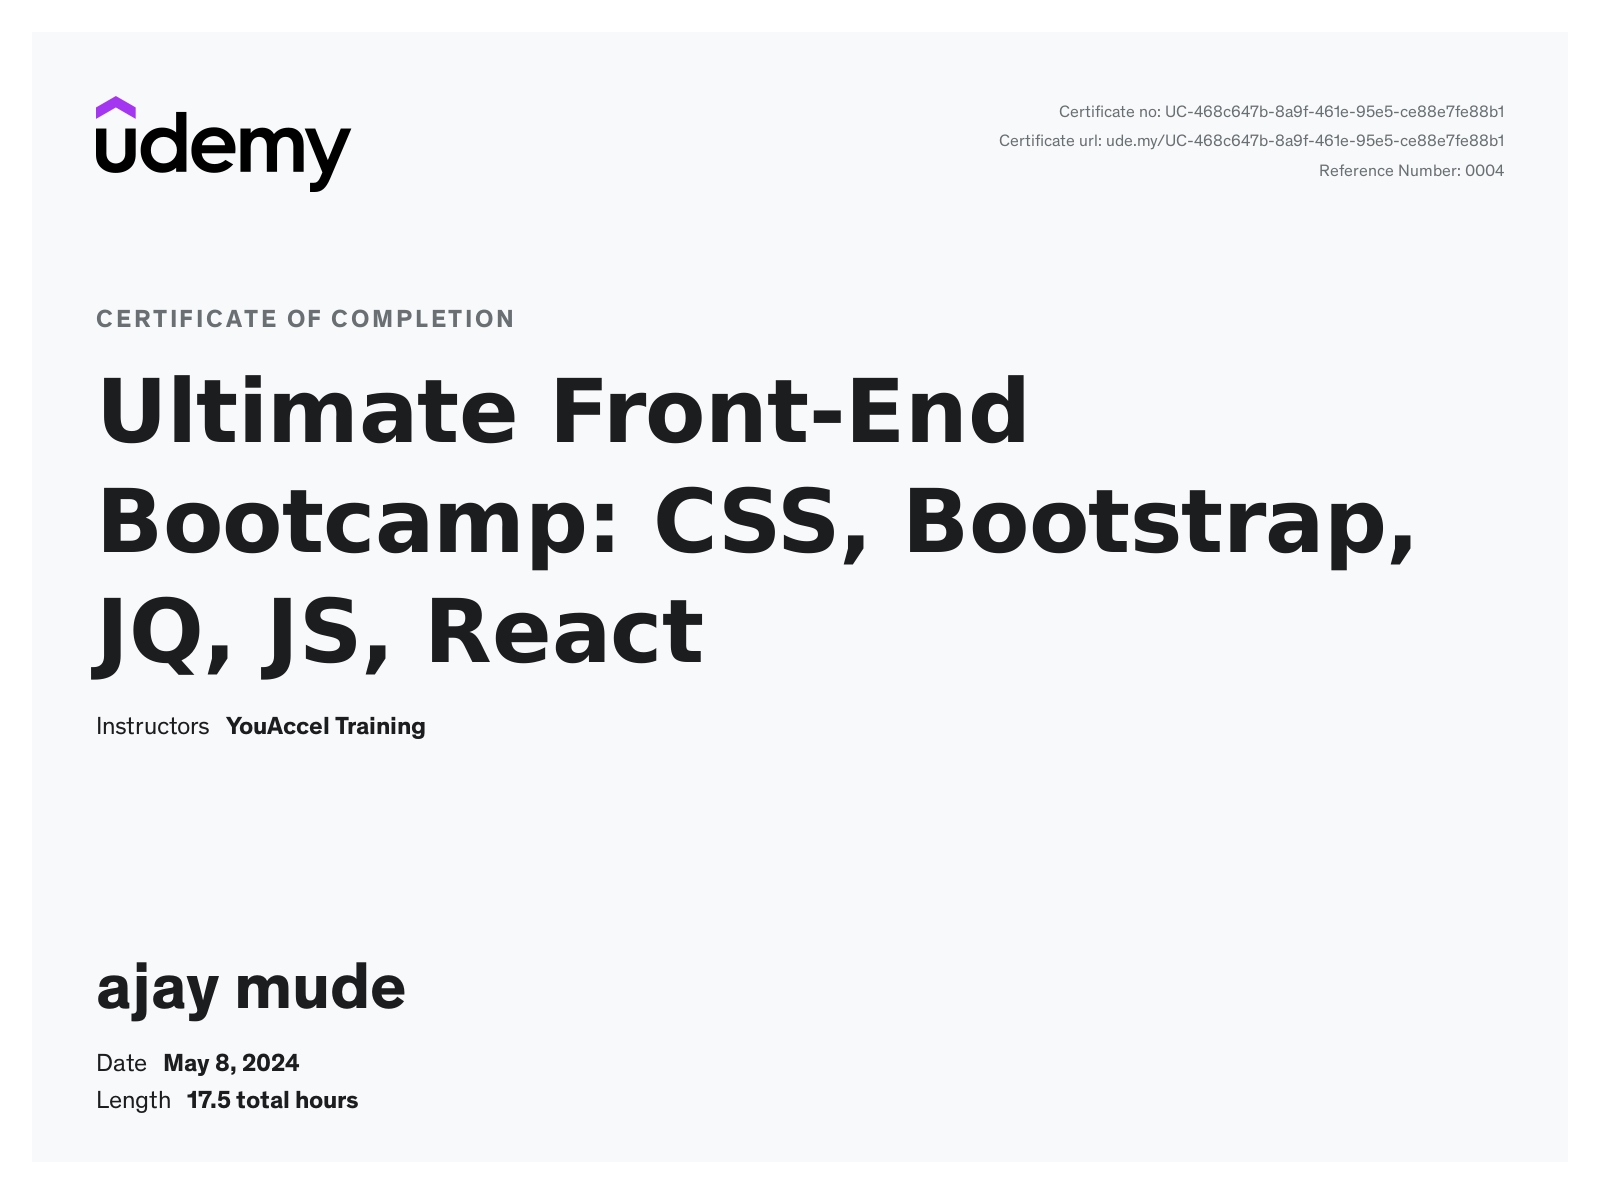 udemy
Certificate no: UC-468c647b-8a9f-461e-95e5-ce88e7fe88b1
Certificate url: ude.my/UC-468c647b-8a9f-461e-95e5-ce88e7fe88b1
Reference Number: 0004
CERTIFICATE OF COMPLETION
Ultimate Front-End
Bootcamp: CSS, Bootstrap,
JQ, JS, React
Instructors YouAccel Training
ajay mude
Date May 8, 2024
Length 17.5 total hours